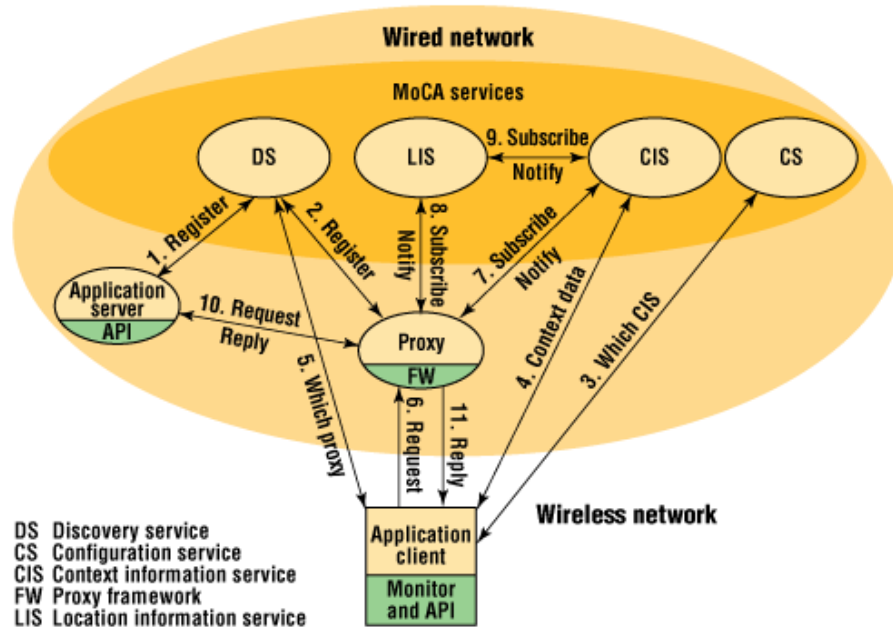 Wired network
MoCA services
DS
LIS
9. Subscribe
Notify
CIS
CS
1. Register
2. Register
8. Subscribe
Notify
7. Subscribe
Notify
Application
server
API
10. Request
Reply
Proxy
FW
5. Which proxy
6. Request
11. Reply
4. Context data
3. Which CIS
Wireless network
Application
client
Monitor
and API
DS Discovery service
CS Configuration service
CIS Context information service
FW Proxy framework
LIS Location information service